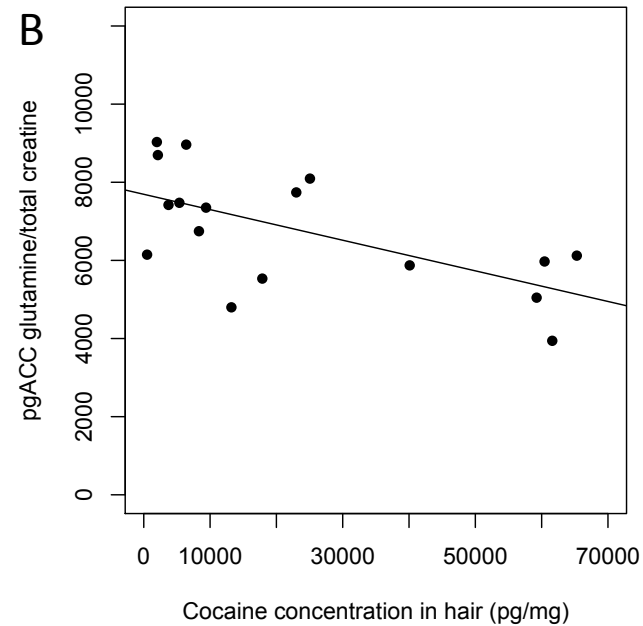 B
pgACC glutamine/total creatine
10000
8000
6000
4000
2000
0
0 10000 30000 50000 70000
Cocaine concentration in hair (pg/mg)